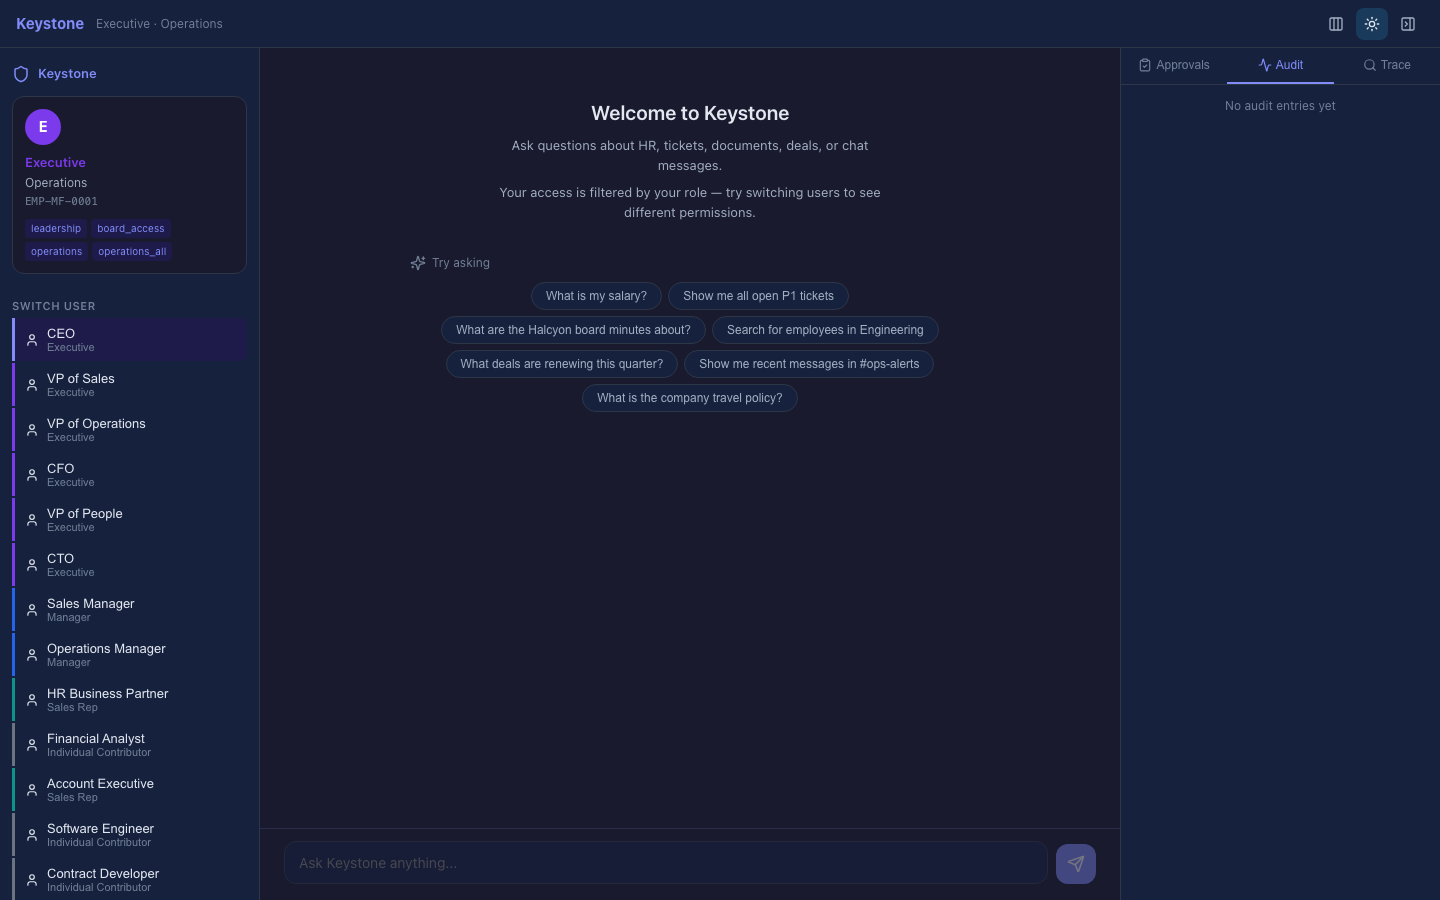 Keystone Executive · Operations
Keystone
E
Executive
Operations
EMP-MF-0001
leadership board_access
operations operations_all
SWITCH USER
CEO
Executive
VP of Sales
Executive
VP of Operations
Executive
CFO
Executive
VP of People
Executive
CTO
Executive
Sales Manager
Manager
Operations Manager
Manager
HR Business Partner
Sales Rep
Financial Analyst
Individual Contributor
Account Executive
Sales Rep
Software Engineer
Individual Contributor
Contract Developer
Individual Contributor
Welcome to Keystone
Ask questions about HR, tickets, documents, deals, or chat
messages.
Your access is filtered by your role — try switching users to see
different permissions.
Try asking
What is my salary? Show me all open P1 tickets
What are the Halcyon board minutes about? Search for employees in Engineering
What deals are renewing this quarter? Show me recent messages in #ops-alerts
What is the company travel policy?
Ask Keystone anything...
Approvals Audit Trace
No audit entries yet